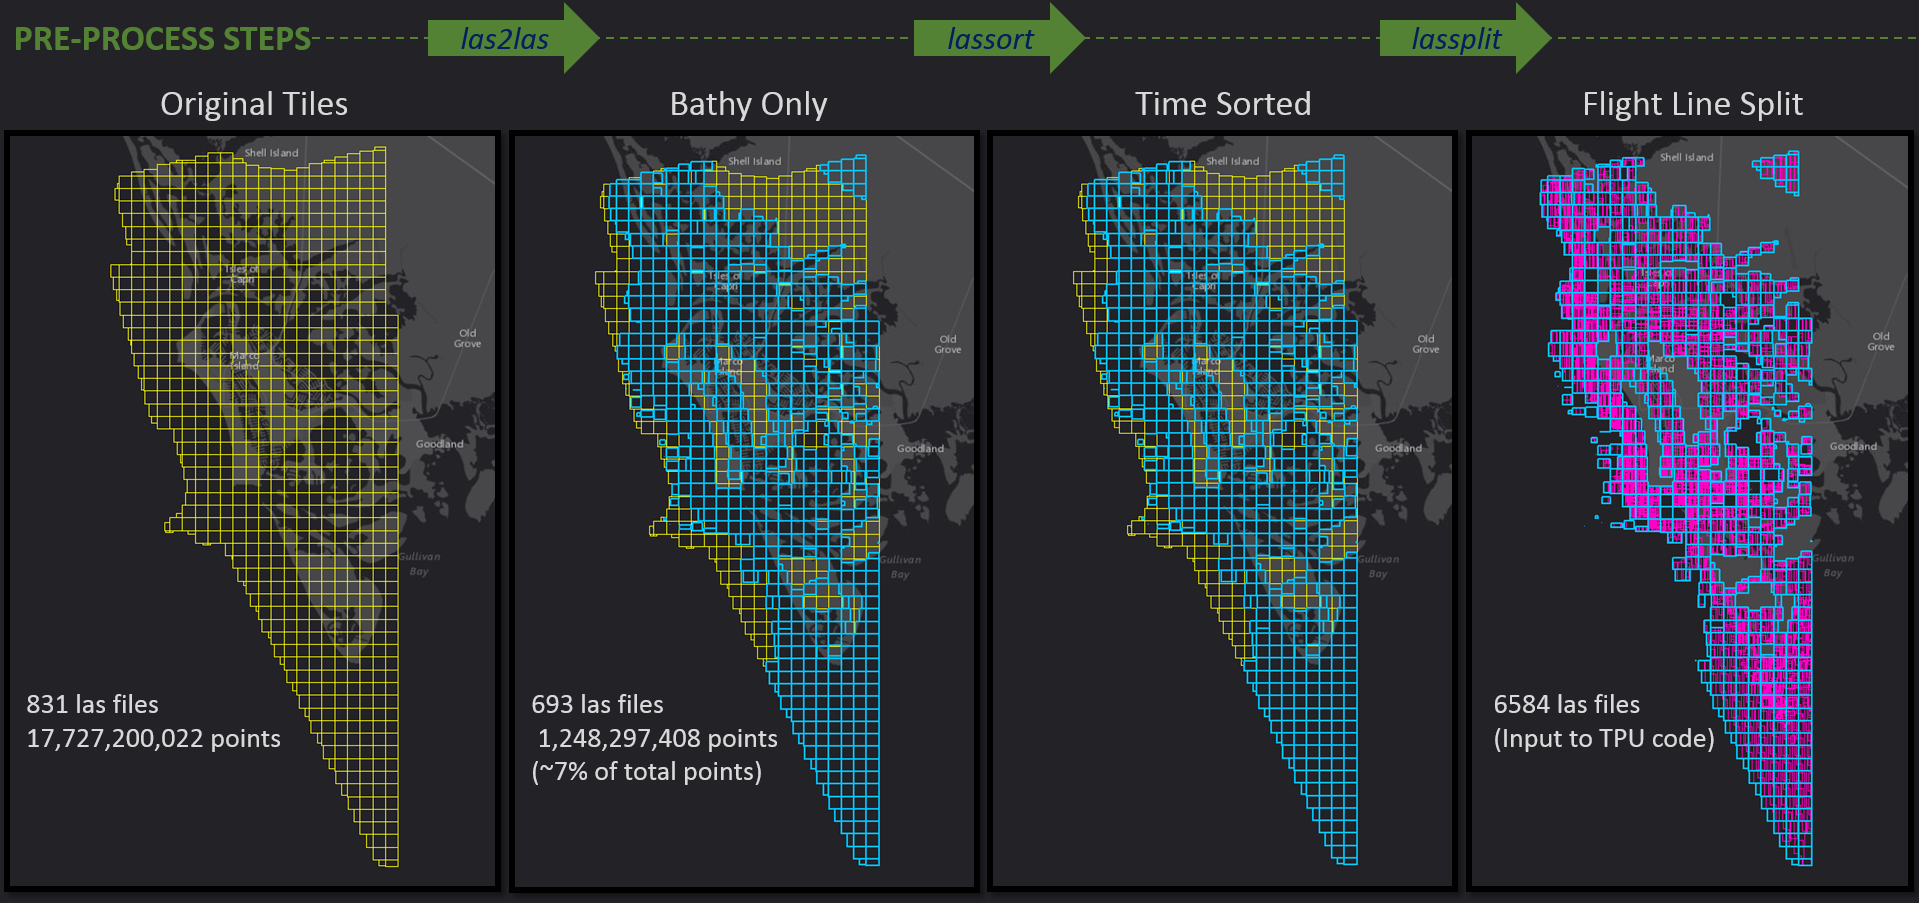 PRE-PROCESS STEPS
las2las
lassort
lassplit
Original Tiles
Bathy Only
Time Sorted
Flight Line Split
Shell Island
Isles of
Capri
Marco
Island
Old
Grove
Goodland
Gullivan
Bay
831 las files
17,727,200,022 points
Shell Island
Isles of
Capri
Marco
Island
Old
Grove
Goodland
Gullivan
Bay
693 las files
1,248,297,408 points
(~7% of total points)
Shell Island
Isles of
Capri
Marco
Island
Old
Grove
Goodland
Gullivan
Bay
Shell Island
Marco
Island
Old
Grove
Goodland
Gullivan
Bay
6584 las files
(Input to TPU code)